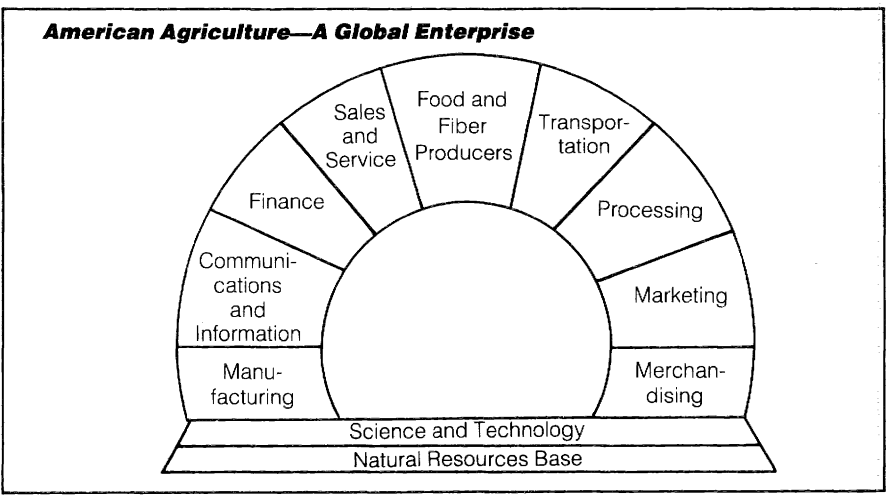 American Agriculture—A Global Enterprise
Food and
Fiber
Producers
Sales
and
Service
Transpor-
tation
Finance
Processing
Communi-
cations
and
Information
Marketing
Manu-
facturing
Merchan-
dising
Science and Technology
Natural Resources Base